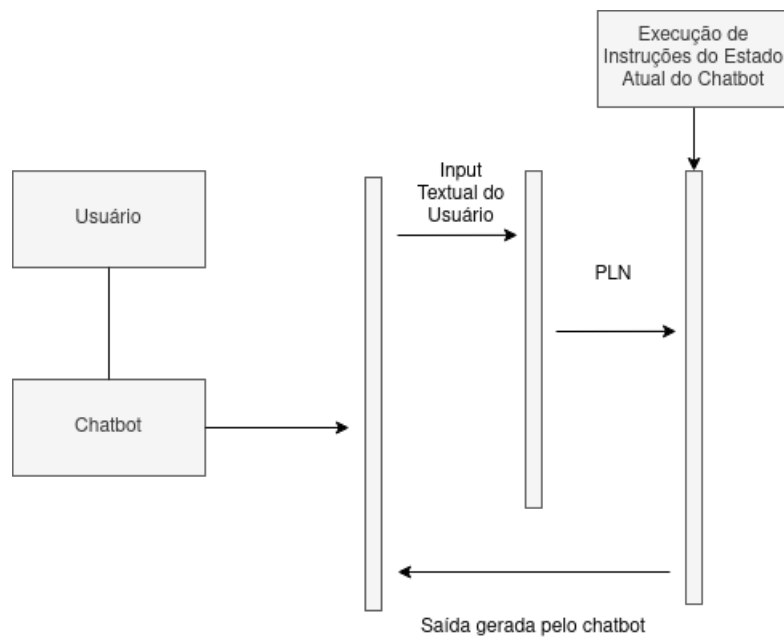 Execução de
Instruções do Estado
Atual do Chatbot
Input
Textual do
Usuário
Usuário
PLN
Chatbot
Saída gerada pelo chatbot